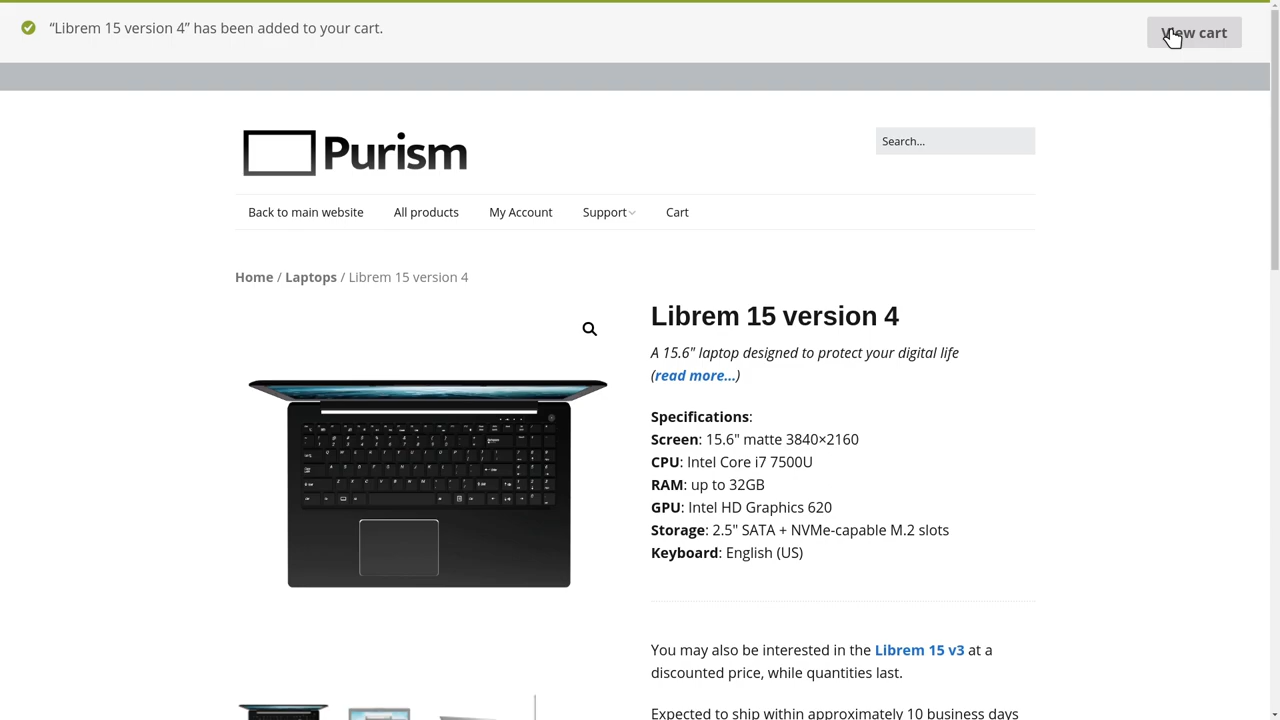 “Librem 15 version 4” has been added to your cart.
View cart
Purism
Search...
Back to main website
All products
My Account
Support
Cart
Home / Laptops / Librem 15 version 4
Librem 15 version 4
A 15.6" laptop designed to protect your digital life
(read more...)
Specifications:
Screen: 15.6" matte 3840×2160
CPU: Intel Core i7 7500U
RAM: up to 32GB
GPU: Intel HD Graphics 620
Storage: 2.5" SATA + NVMe-capable M.2 slots
Keyboard: English (US)
You may also be interested in the Librem 15 v3 at a
discounted price, while quantities last.
Expected to ship within approximately 10 business days